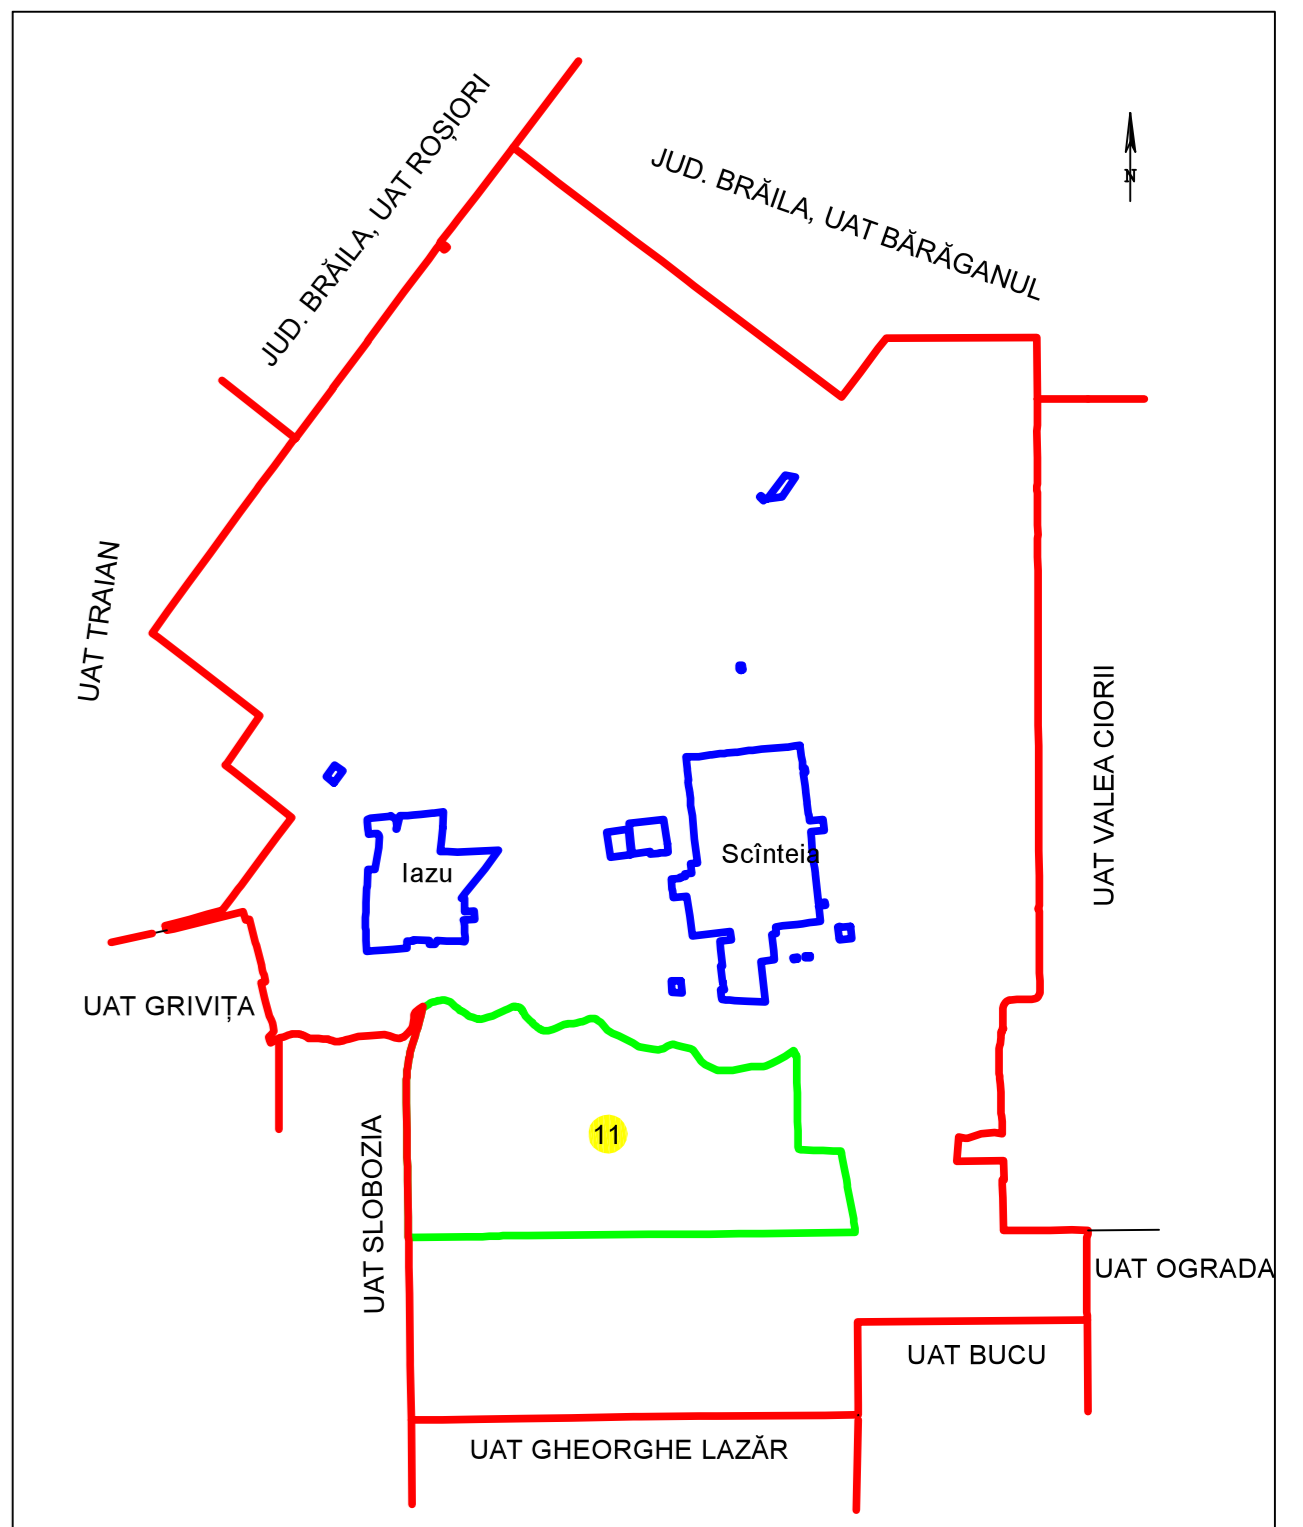 JUD. BRĂILA, UAT ROȘIORI
JUD. BRĂILA, UAT BĂRĂGANUL
N
UAT TRAIAN
UAT VALEA CIORII
Scînteia
Iazu
UAT GRIVIȚA
11
UAT SLOBOZIA
UAT OGRADA
UAT BUCU
UAT GHEORGHE LAZĂR